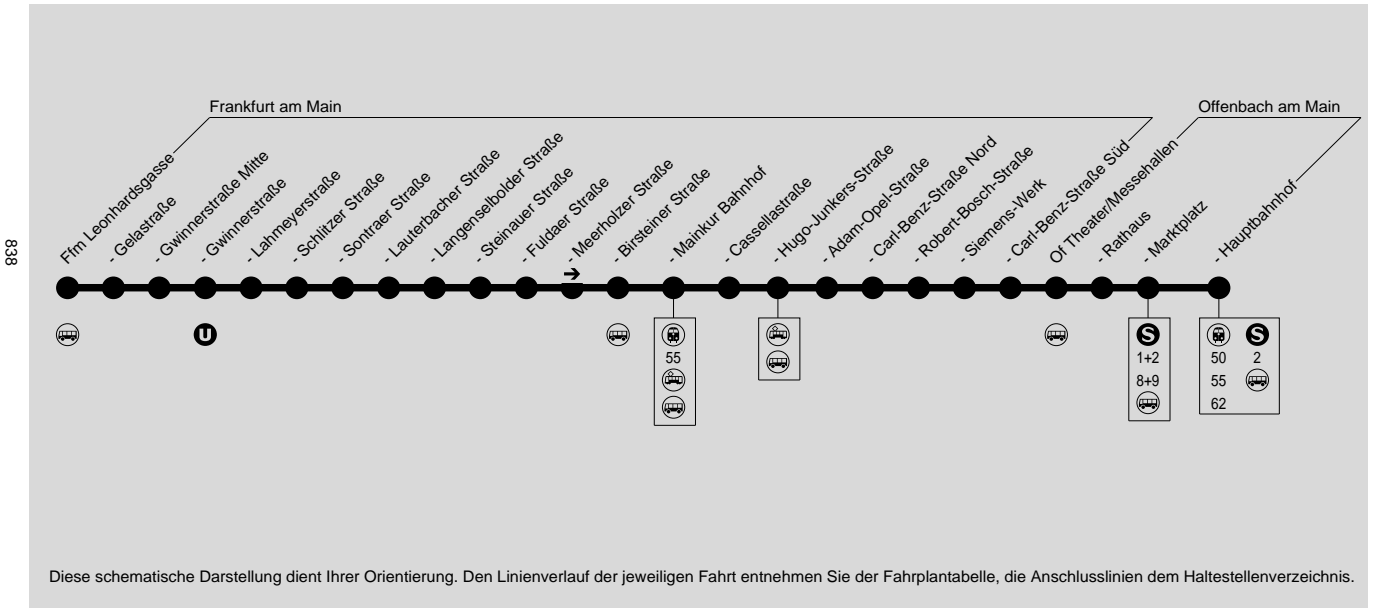 838
Frankfurt am Main
Offenbach am Main
Ffm Leonhardsgasse
- Gelastraße
- Gwinnerstraße Mitte
- Gwinnerstraße
- Lahmeyerstraße
- Schlitzer Straße
- Sontraer Straße
- Lauterbacher Straße
- Langenselbolder Straße
- Steinauer Straße
- Fuldaer Straße
- Meerholzer Straße
- Birsteiner Straße
- Mainkur Bahnhof
- Cassellastraße
- Hugo-Junkers-Straße
- Adam-Opel-Straße
- Carl-Benz-Straße Nord
- Robert-Bosch-Straße
- Siemens-Werk
- Carl-Benz-Straße Süd
Of Theater/Messehallen
- Rathaus
- Marktplatz
- Hauptbahnhof
U
55
S
1+2
8+9
S
50 2
55
62
Diese schematische Darstellung dient Ihrer Orientierung. Den Linienverlauf der jeweiligen Fahrt entnehmen Sie der Fahrplantabelle, die Anschlusslinien dem Haltestellenverzeichnis.